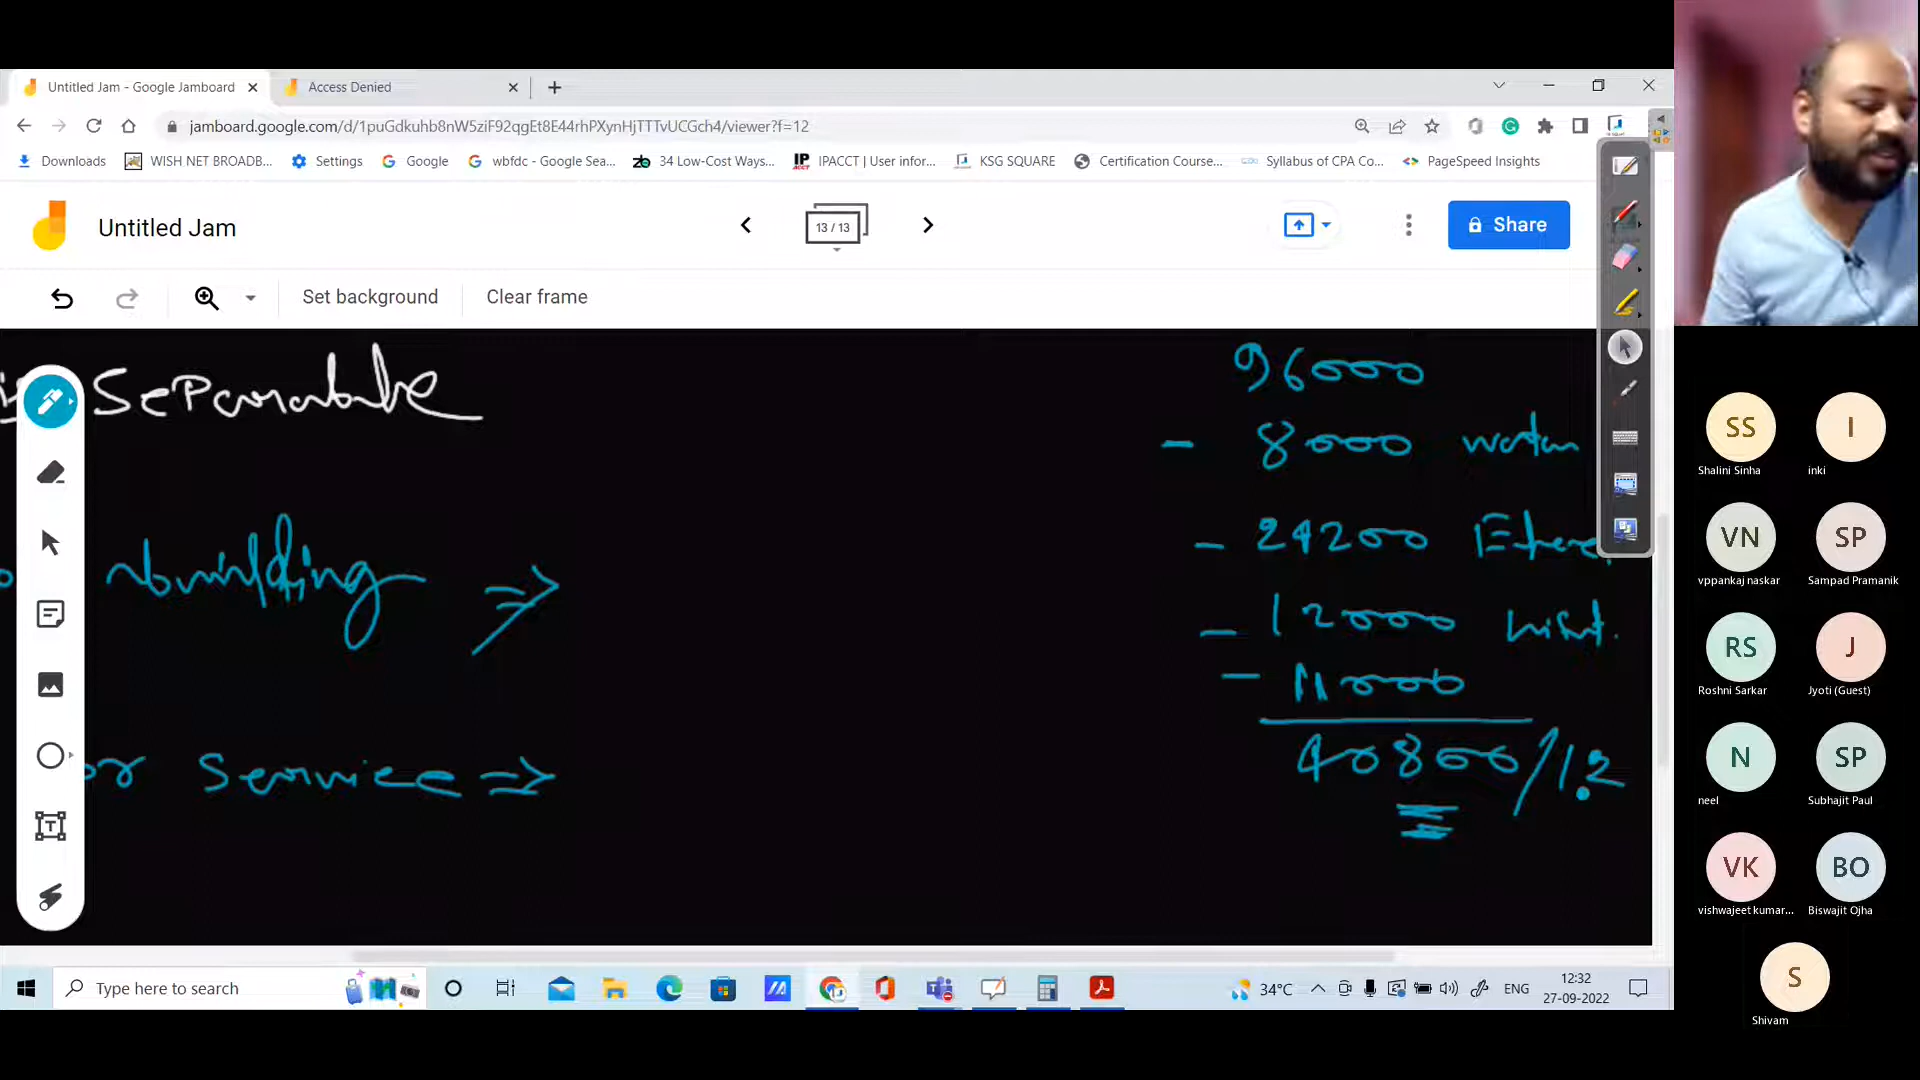 Untitled Jam - Google Jamboard
Access Denied
jamboard.google.com/d/1puGdkuhb8nW5ziF92qgEt8E44rhPXynHjTTTvUCGch4/viewer?f=12
Downloads
WISH NET BROADB...
Settings
Google
wbfdc - Google Sea...
34 Low-Cost Ways...
IPACCT | User infor...
KSG SQUARE
Certification Course...
Syllabus of CPA Co...
PageSpeed Insights
Untitled Jam
13 / 13
Share
Set background
Clear frame
Separable
96000
- 8000
- 24200
building ⇒
- 12000
- 11000
or service ⇒
40800/12
SS
Shalini Sinha
I
inki
VN
vppankaj naskar
SP
Sampad Pramanik
RS
Roshni Sarkar
J
Jyoti (Guest)
N
neel
SP
Subhajit Paul
VK
vishwajeet kumar...
BO
Biswajit Ojha
S
Shivam
Type here to search
34°C
ENG
12:32
27-09-2022